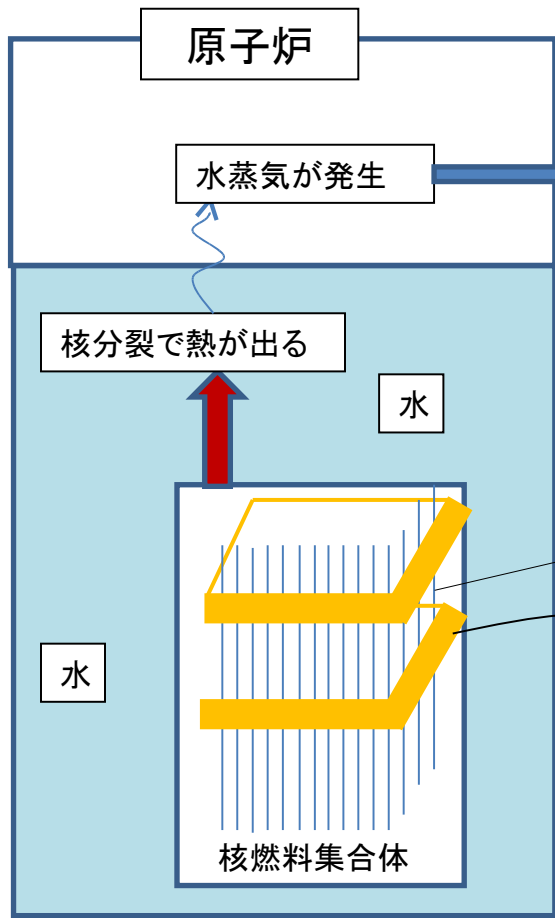 原子炉
水蒸気が発生
核分裂で熱が出る
水
水
核燃料集合体